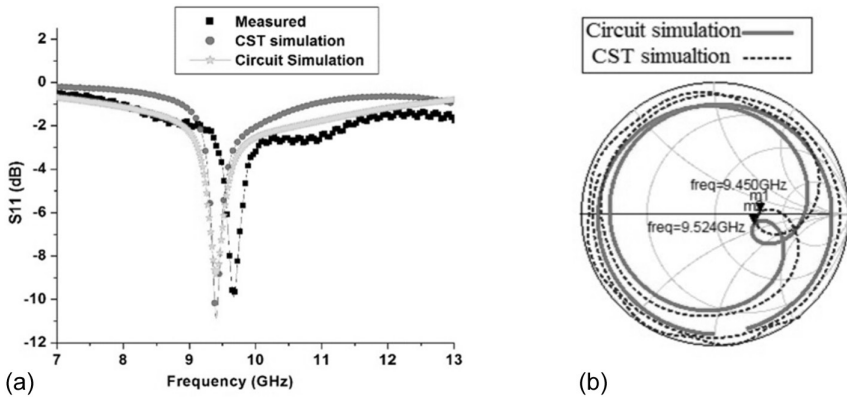 Measured
CST simulation
Circuit Simulation
2
0
-2
-4
-6
-8
-10
-12
S11 (dB)
7
8
9
10
11
12
13
Frequency (GHz)
(a)
Circuit simulation
CST simualtion
freq=9.450GHz
m1
freq=9.524GHz
(b)